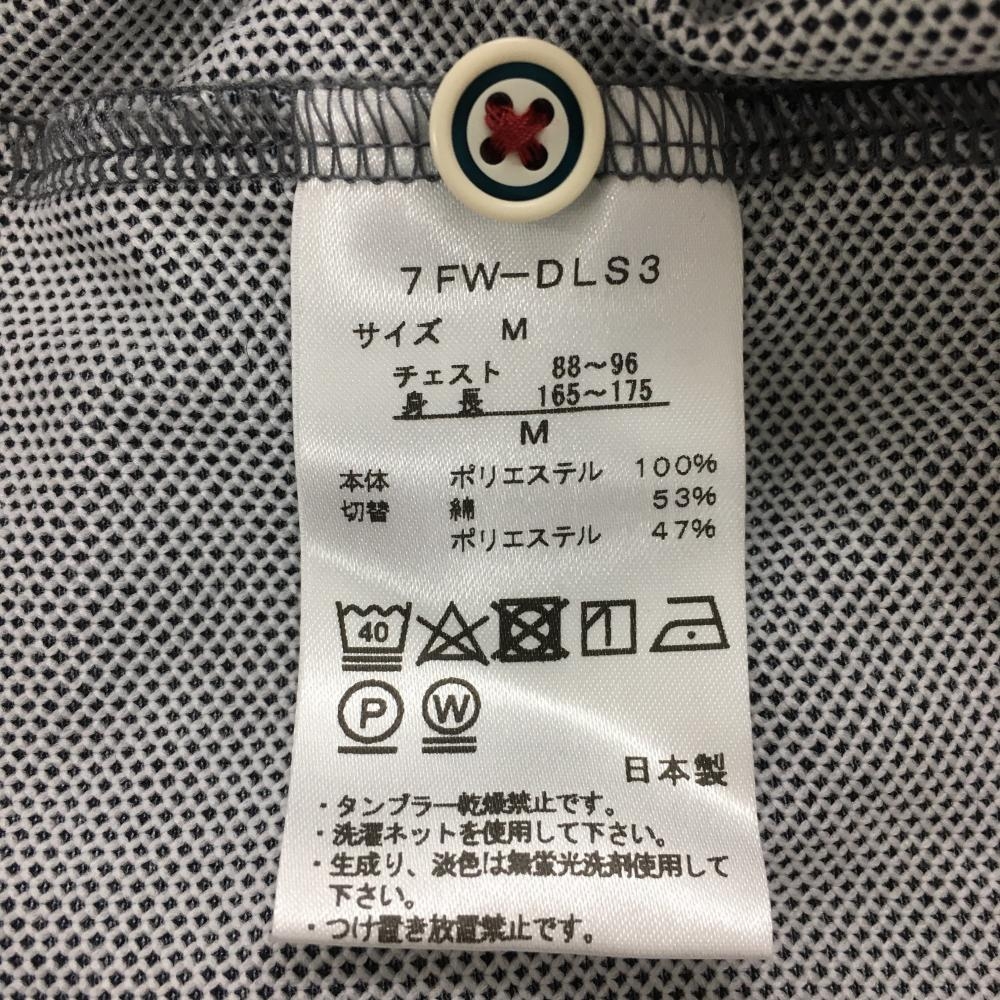 ７ＦＷ－ＤＬＳ３
サイズ　Ｍ
チェスト　88～96
身　長　165～175
Ｍ
本体　ポリエステル　100％
切替　綿　53％
ポリエステル　47％
40
P W
日本製
・タンブラー乾燥禁止です。
・洗濯ネットを使用して下さい。
・生成り、淡色は無蛍光洗剤使用して
下さい。
・つけ置き放置禁止です。